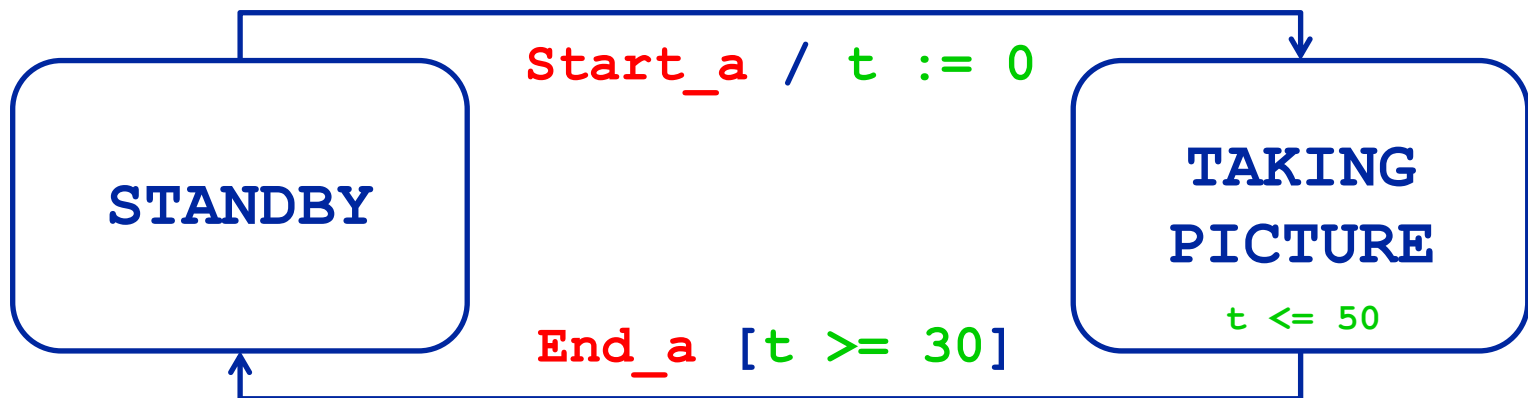 Start_a / t := 0
STANDBY
TAKING
PICTURE
t <= 50
End_a [t >= 30]